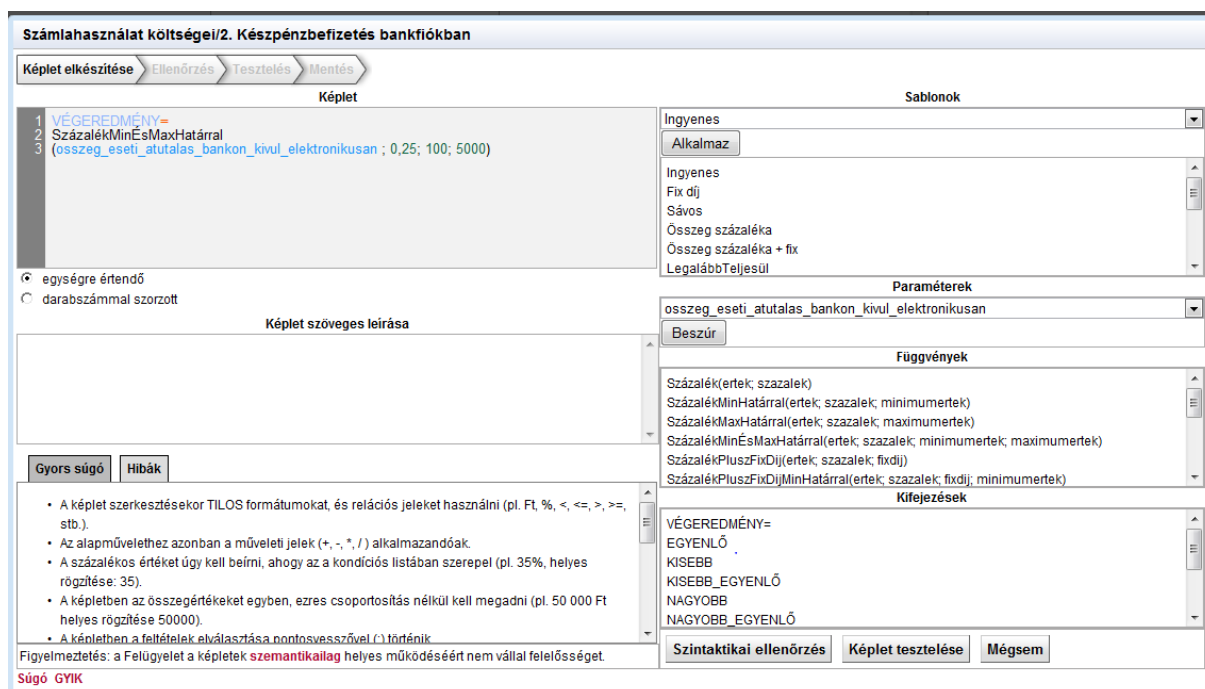 Számlahasználat költségei/2. Készpénzbefizetés bankfiókban
Képlet elkészítése Ellenőrzés Tesztelés Mentés
Képlet
1 VÉGEREDMÉNY=
2 SzázalékMinÉsMaxHatárral
3 (osszeg_eseti_atutalas_bankon_kivul_elektronikusan ; 0,25; 100; 5000)
egységre értendő
darabszámmal szorzott
Képlet szöveges leírása
Gyors súgó Hibák
• A képlet szerkesztésekor TILOS formátumokat, és relációs jeleket használni (pl. Ft, %, <, <=, >, >=,
stb.).
• Az alapművelethez azonban a műveleti jelek (+, -, *, / ) alkalmazandóak.
• A százalékos értéket úgy kell beírni, ahogy az a kondíciós listában szerepel (pl. 35%, helyes
rögzítése: 35).
• A képletben az összegértékeket egyben, ezres csoportosítás nélkül kell megadni (pl. 50 000 Ft
helyes rögzítése 50000).
• A képletben a feltételek elválasztása pontosvesszővel (;) történik
Figyelmeztetés: a Felügyelet a képletek szemantikailag helyes működéséért nem vállal felelősséget.
Súgó GYIK
Sablonok
Ingyenes
Alkalmaz
Ingyenes
Fix díj
Sávos
Összeg százaléka
Összeg százaléka + fix
LegalábbTeljesül
Paraméterek
osszeg_eseti_atutalas_bankon_kivul_elektronikusan
Beszúr
Függvények
Százalék(ertek; szazalek)
SzázalékMinHatárral(ertek; szazalek; minimumertek)
SzázalékMaxHatárral(ertek; szazalek; maximumertek)
SzázalékMinÉsMaxHatárral(ertek; szazalek; minimumertek; maximumertek)
SzázalékPluszFixDij(ertek; szazalek; fixdij)
SzázalékPluszFixDijMinHatárral(ertek; szazalek; fixdij; minimumertek)
Kifejezések
VÉGEREDMÉNY=
EGYENLŐ
KISEBB
KISEBB_EGYENLŐ
NAGYOBB
NAGYOBB_EGYENLŐ
Szintaktikai ellenőrzés Képlet tesztelése Mégsem